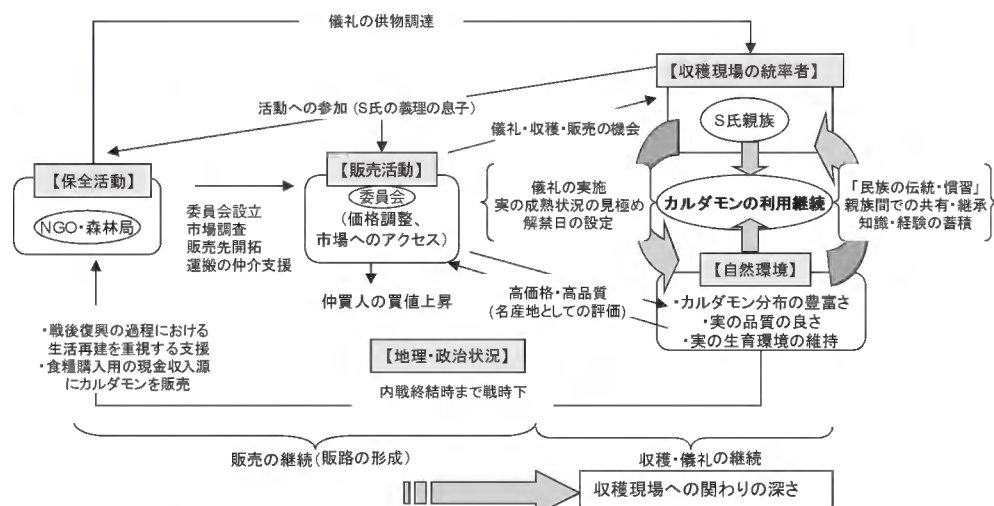 儀礼の供物調達
【収穫現場の統率者】
活動への参加（S氏の義理の息子）
S氏親族
儀礼・収穫・販売の機会
【保全活動】
NGO・森林局
【販売活動】
委員会
（価格調整、
市場へのアクセス）
委員会設立
市場調査
販売先開拓
運搬の仲介支援
儀礼の実施
実の成熟状況の見極め
解禁日の設定
カルダモンの利用継続
「民族の伝統・慣習」
親族間での共有・継承
知識・経験の蓄積
仲買人の買値上昇
高価格・高品質
（名産地としての評価）
【自然環境】
・カルダモン分布の豊富さ
・実の品質の良さ
・実の生育環境の維持
・戦後復興の過程における
生活再建を重視する支援
・食糧購入用の現金収入源
にカルダモンを販売
【地理・政治状況】
内戦終結時まで戦時下
販売の継続（販路の形成）
収穫・儀礼の継続
収穫現場への関わりの深さ